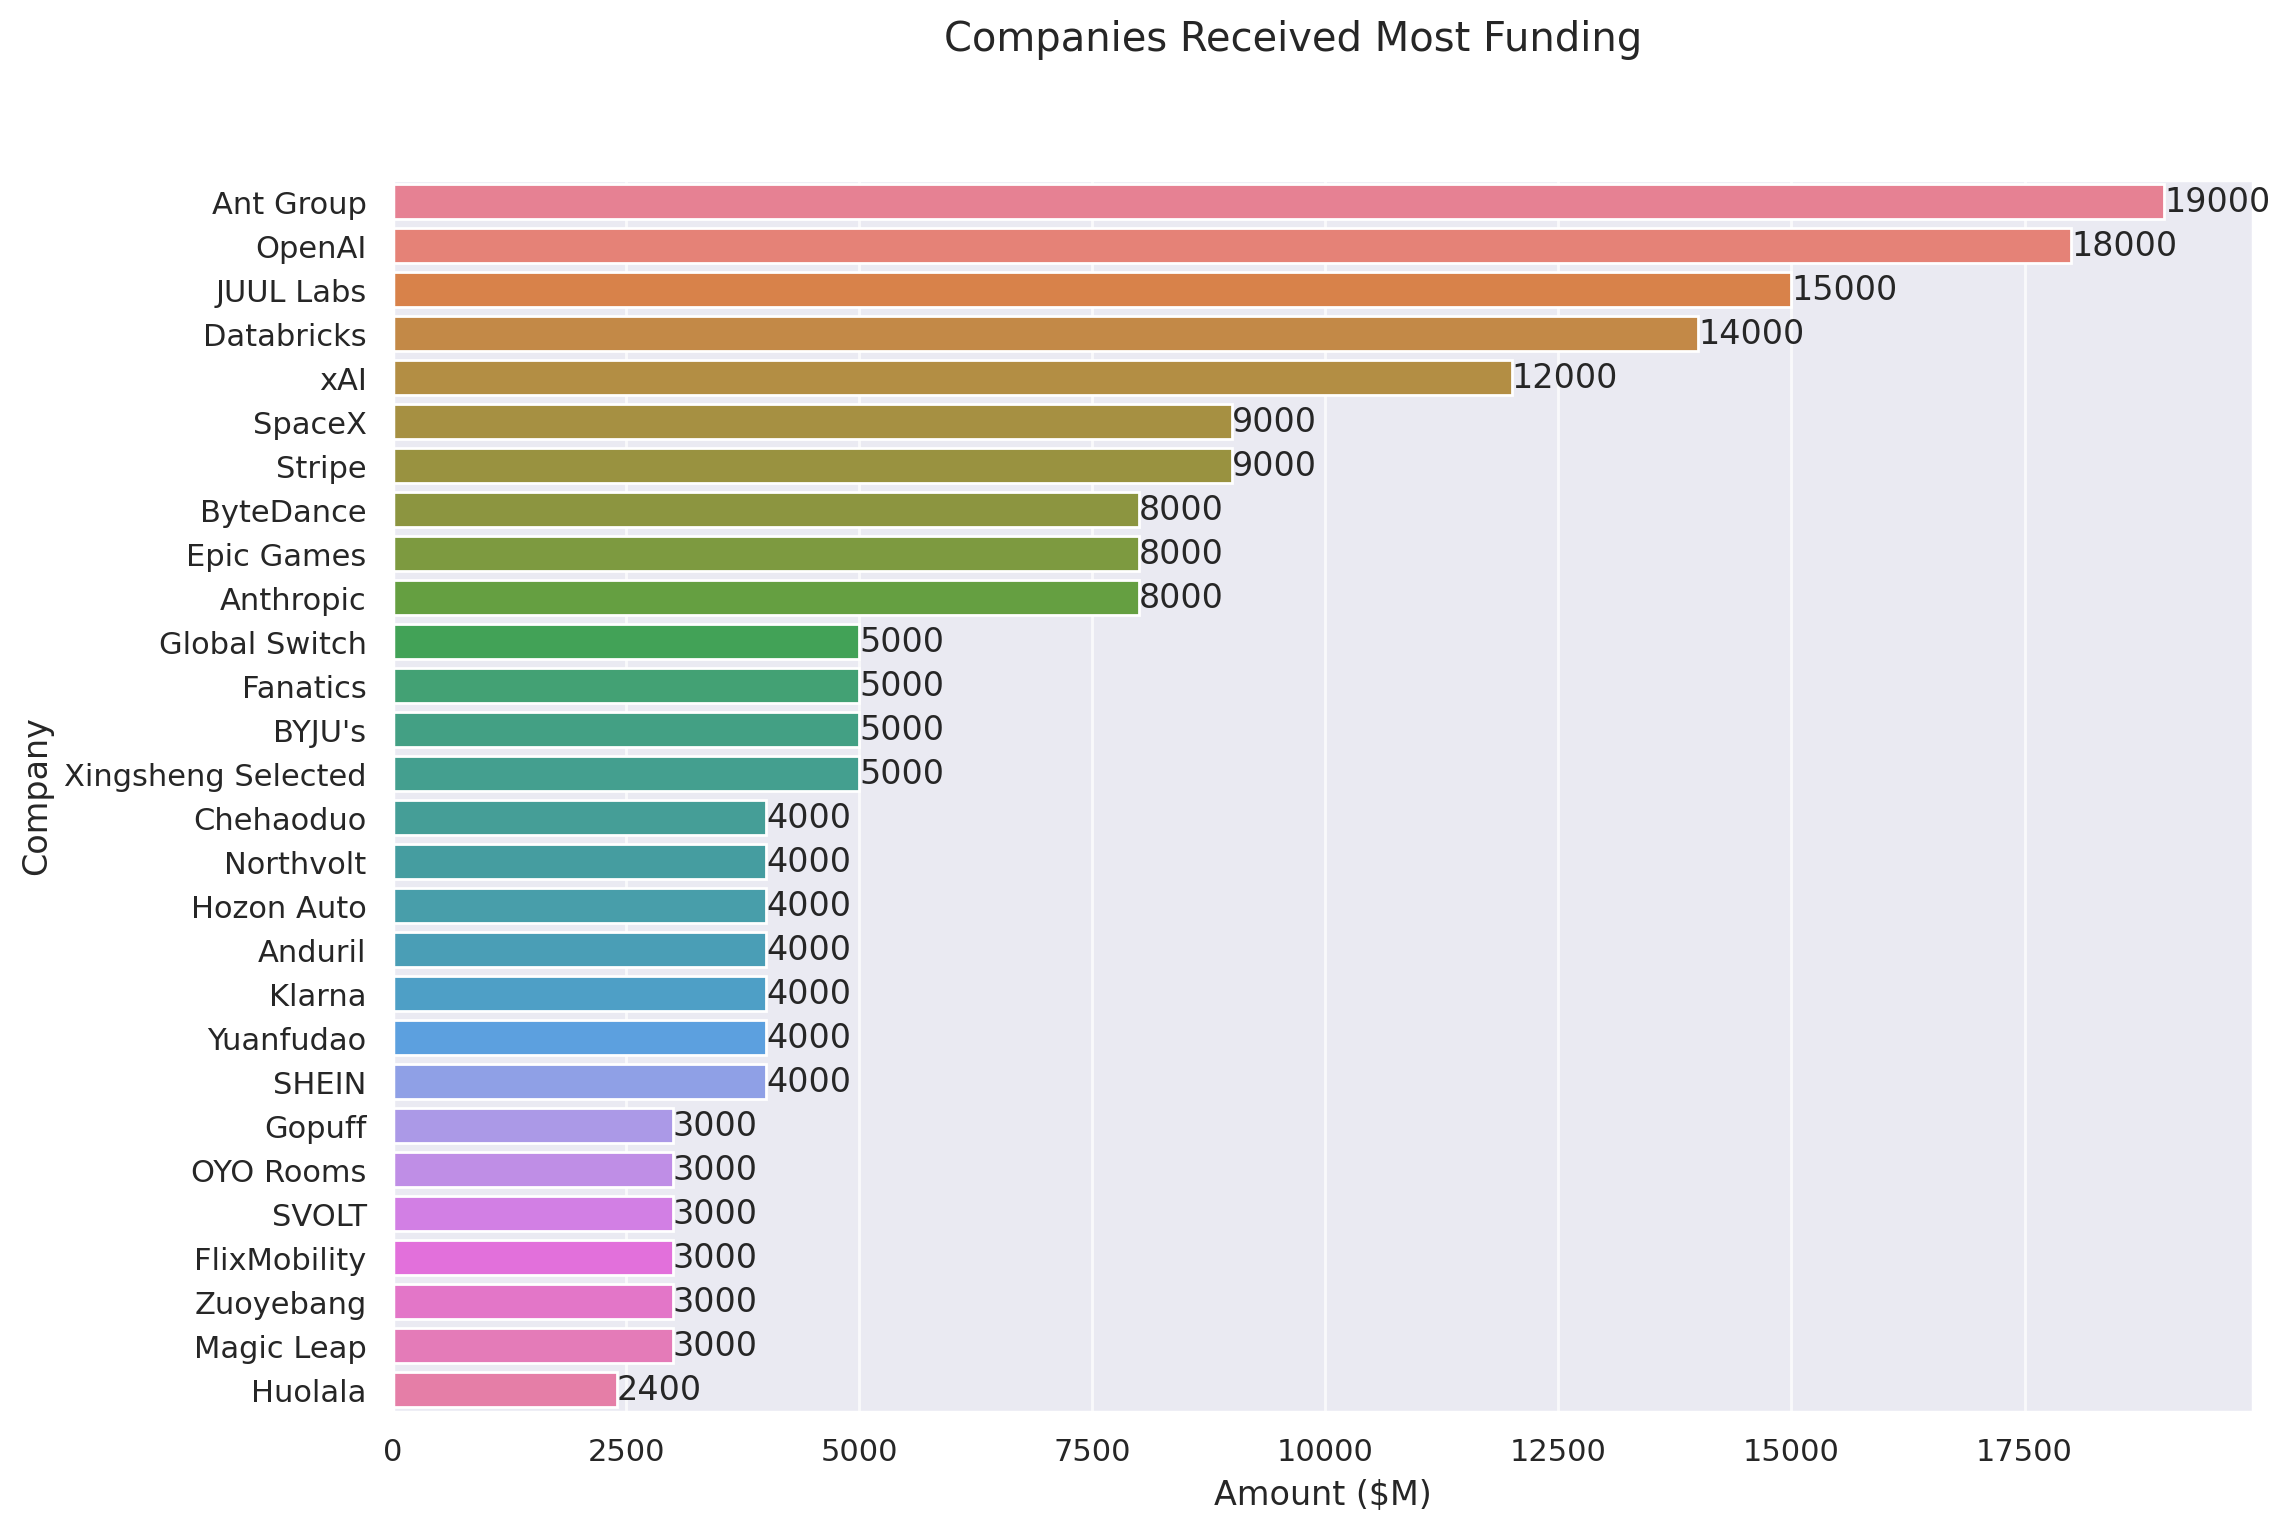 Companies Received Most Funding
Ant Group 19000
OpenAI 18000
JUUL Labs 15000
Databricks 14000
xAI 12000
SpaceX 9000
Stripe 9000
ByteDance 8000
Epic Games 8000
Anthropic 8000
Global Switch 5000
Fanatics 5000
BYJU's 5000
Xingsheng Selected 5000
Chehaoduo 4000
Northvolt 4000
Hozon Auto 4000
Anduril 4000
Klarna 4000
Yuanfudao 4000
SHEIN 4000
Gopuff 3000
OYO Rooms 3000
SVOLT 3000
FlixMobility 3000
Zuoyebang 3000
Magic Leap 3000
Huolala 2400
Company
0 2500 5000 7500 10000 12500 15000 17500
Amount ($M)